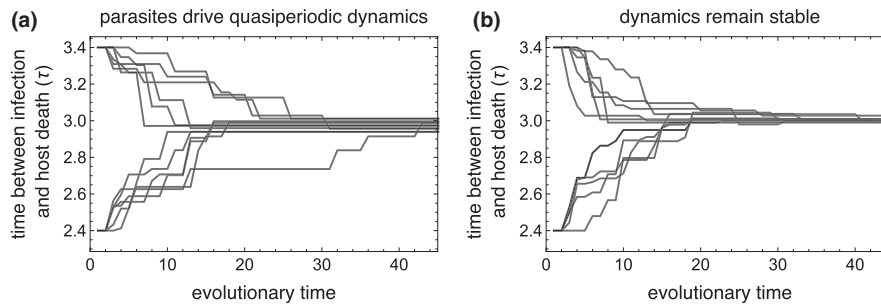 (a) parasites drive quasiperiodic dynamics
time between infection
and host death (τ)
3.4
3.2
3.0
2.8
2.6
2.4
0 10 20 30 40
evolutionary time
(b) dynamics remain stable
time between infection
and host death (τ)
3.4
3.2
3.0
2.8
2.6
2.4
0 10 20 30 40
evolutionary time